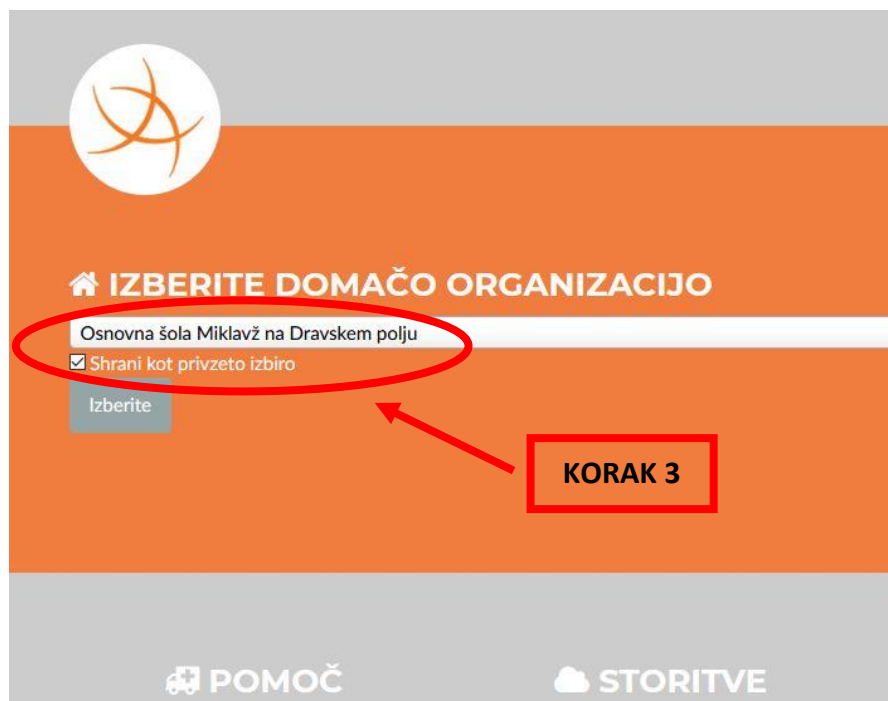 IZBERITE DOMAČO ORGANIZACIJO
Osnovna šola Miklavž na Dravskem polju
Shrani kot privzeto izbiro
Izberite
KORAK 3
POMOČ
STORITVE